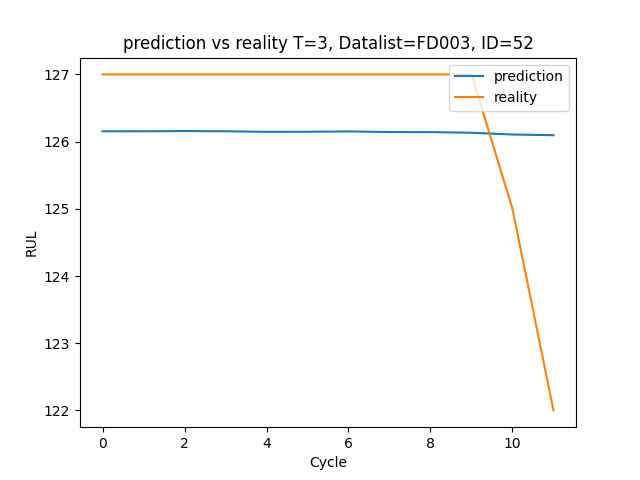 prediction vs reality T=3, Datalist=FD003, ID=52
prediction
reality
127
126
125
124
123
122
RUL
0 2 4 6 8 10
Cycle